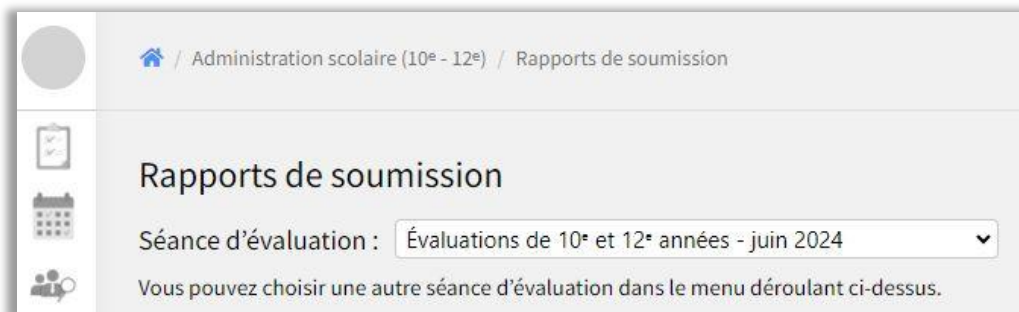 / Administration scolaire (10ᵉ - 12ᵉ) / Rapports de soumission
Rapports de soumission
Séance d'évaluation : Évaluations de 10ᵉ et 12ᵉ années - juin 2024
Vous pouvez choisir une autre séance d'évaluation dans le menu déroulant ci-dessus.